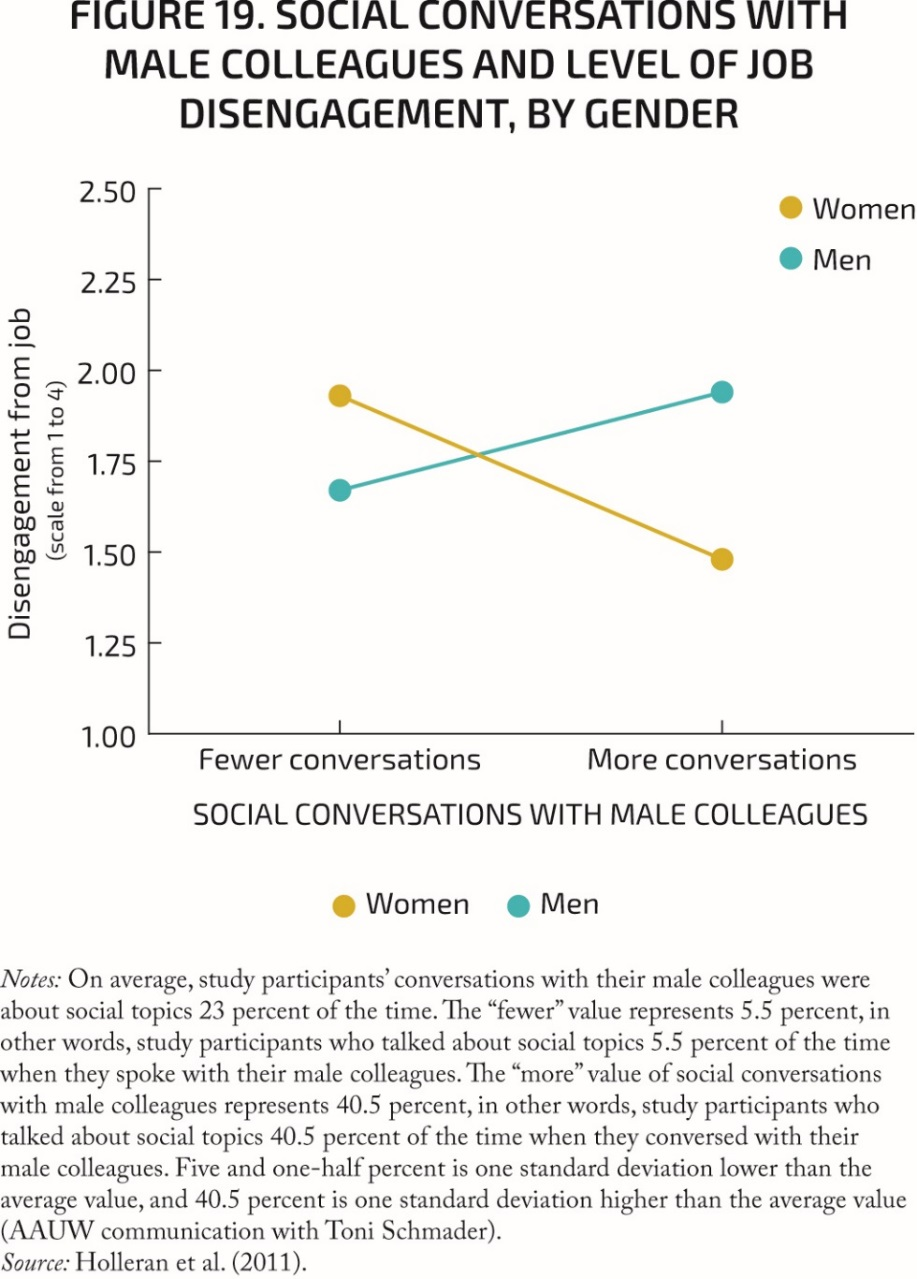 FIGURE 19. SOCIAL CONVERSATIONS WITH
MALE COLLEAGUES AND LEVEL OF JOB
DISENGAGEMENT, BY GENDER
Women
Men
Disengagement from job
(scale from 1 to 4)
2.50
2.25
2.00
1.75
1.50
1.25
1.00
Fewer conversations
More conversations
SOCIAL CONVERSATIONS WITH MALE COLLEAGUES
Women
Men
Notes: On average, study participants’ conversations with their male colleagues were
about social topics 23 percent of the time. The “fewer” value represents 5.5 percent, in
other words, study participants who talked about social topics 5.5 percent of the time
when they spoke with their male colleagues. The “more” value of social conversations
with male colleagues represents 40.5 percent, in other words, study participants who
talked about social topics 40.5 percent of the time when they conversed with their
male colleagues. Five and one-half percent is one standard deviation lower than the
average value, and 40.5 percent is one standard deviation higher than the average value
(AAUW communication with Toni Schmader).
Source: Holleran et al. (2011).